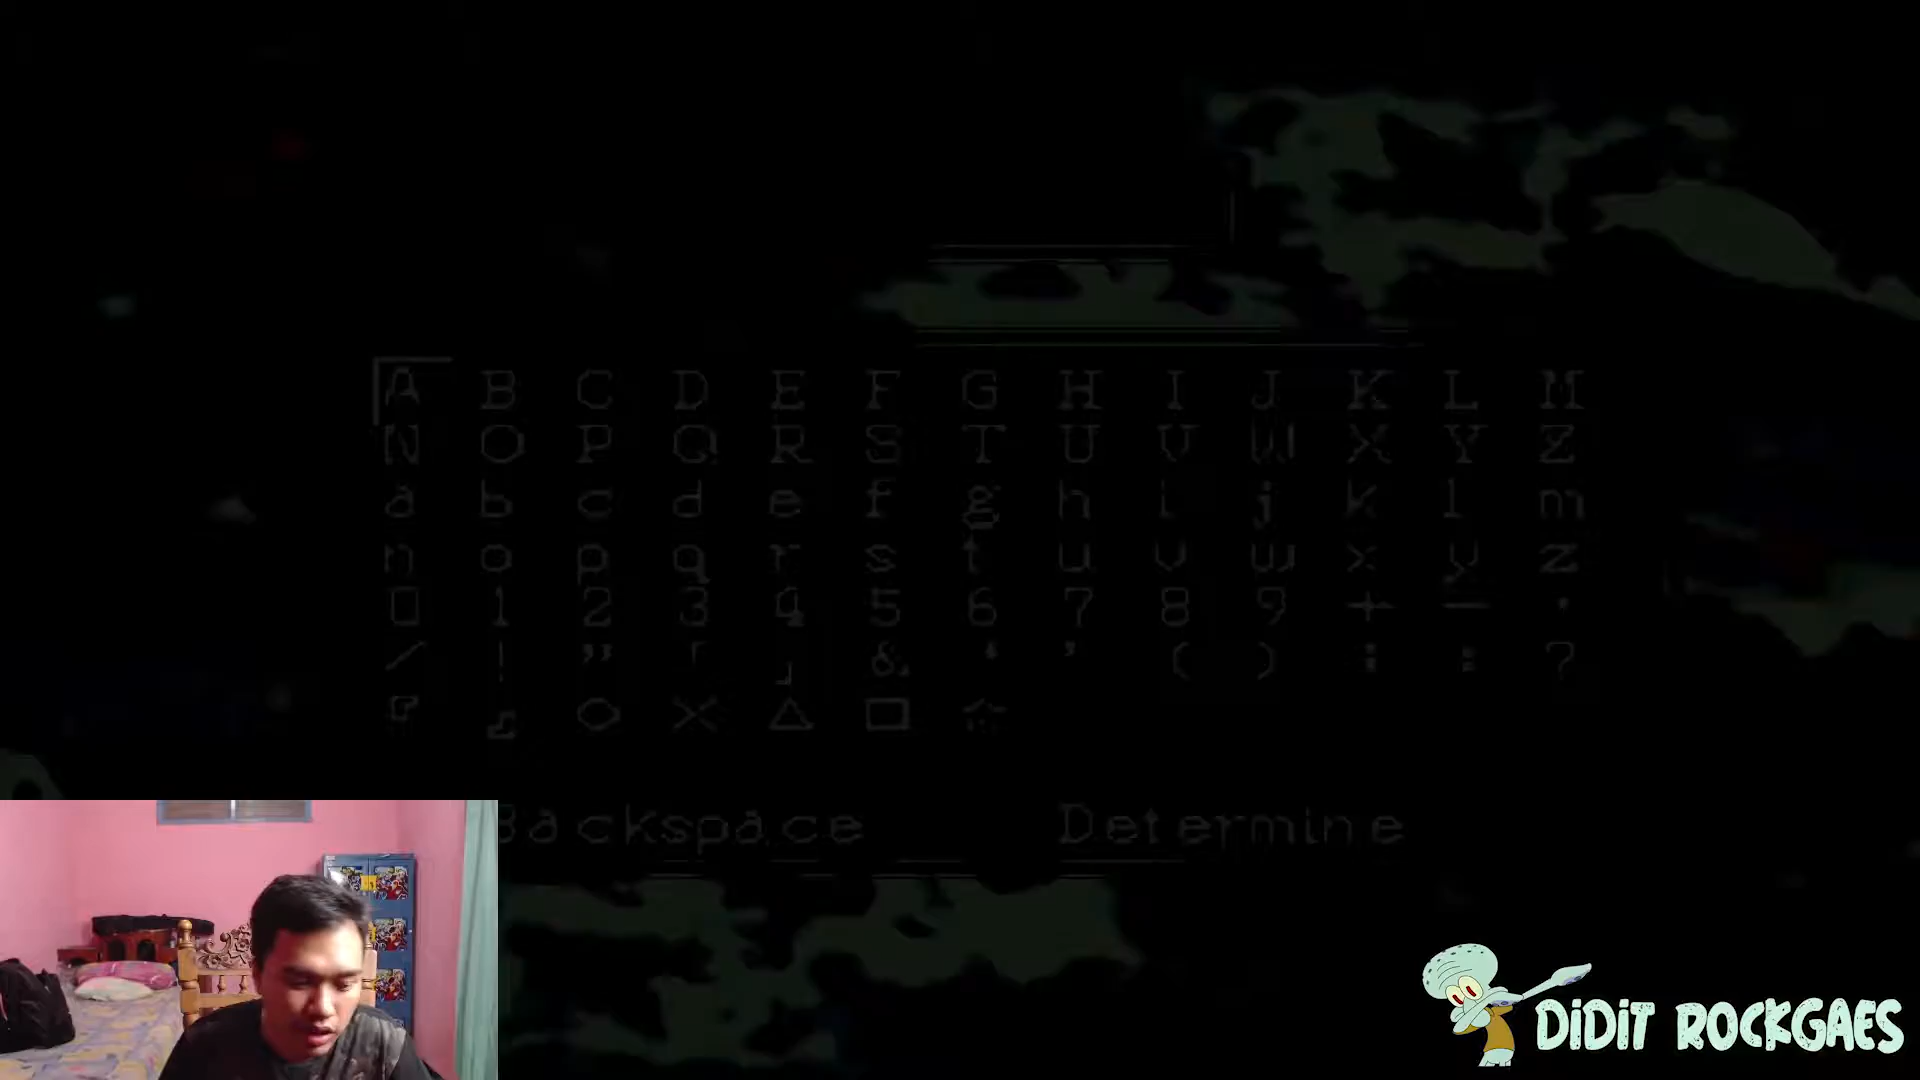 A B C D E F G H I J K L M
N O P Q R S T U V W X Y Z
a b c d e f g h i j k l m
n o p q r s t u v w x y z
0 1 2 3 4 5 6 7 8 9 + - ·
/ ! " 「 」 & ‘ ’ ( ) : ; ?
『 』 ○ × △ □ ☆
Backspace Determine
DiDiT ROCKGAES